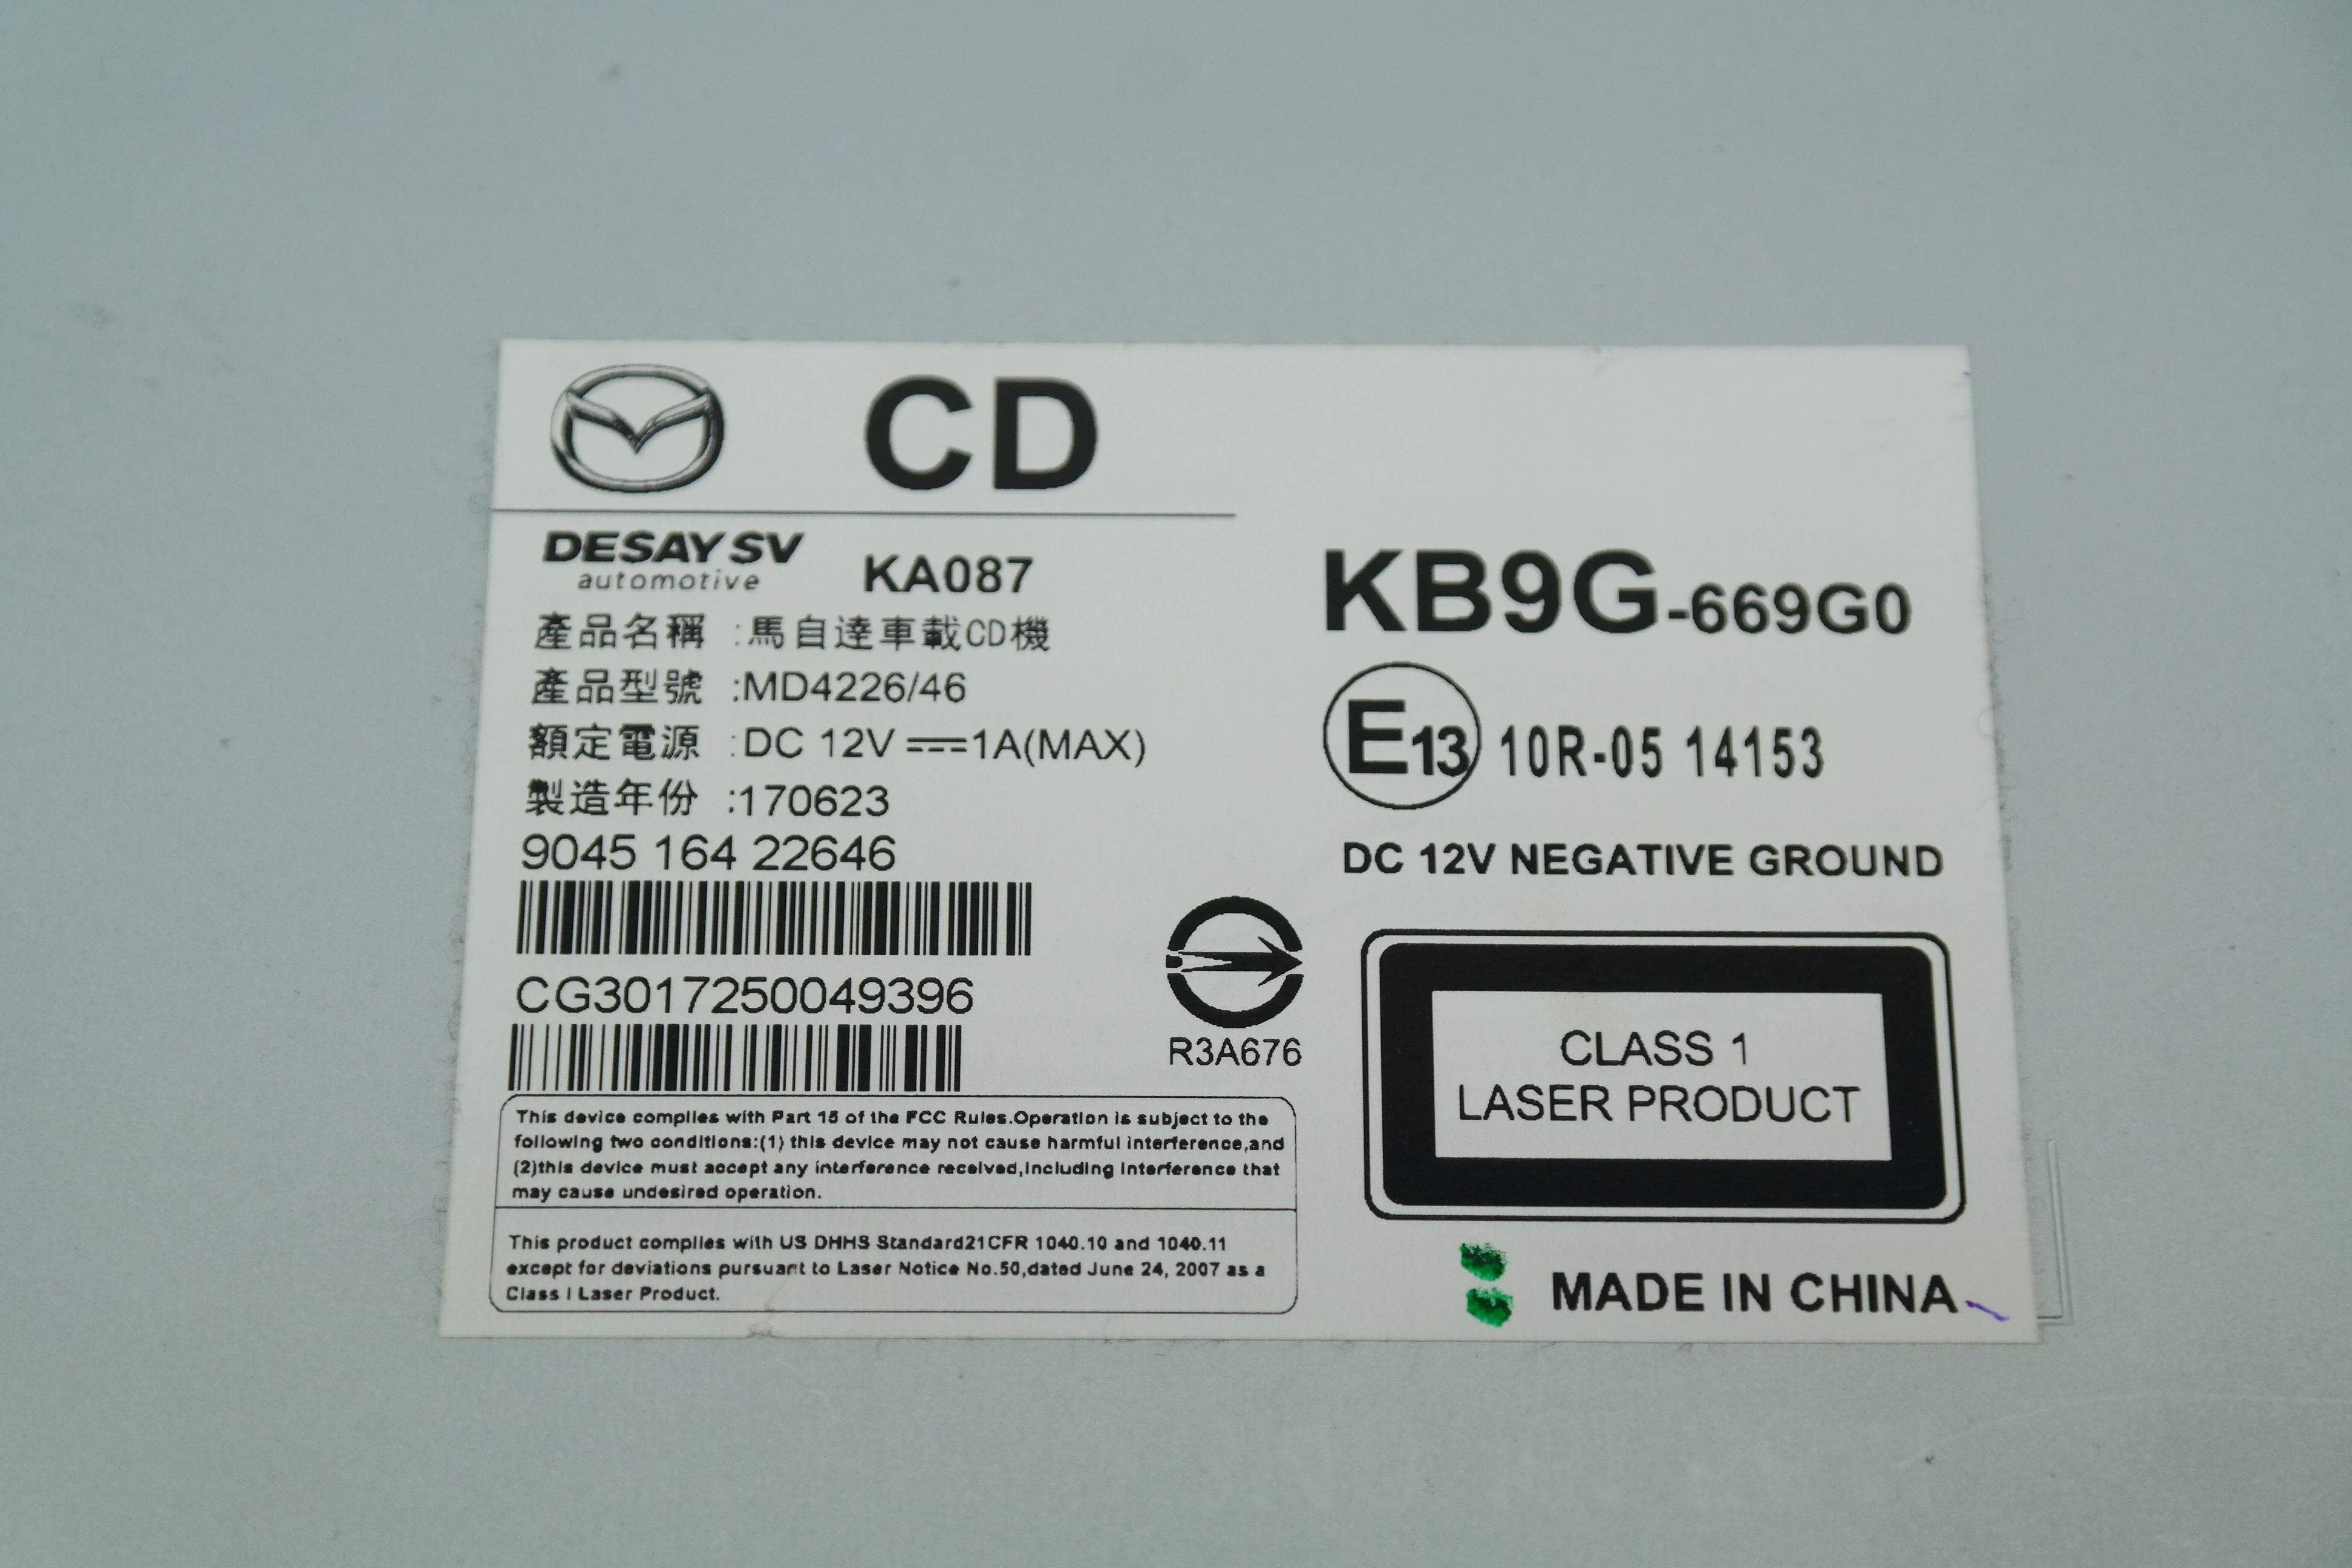 CD
DESAY SV
automotive
KA087
產品名稱 :馬自達車載CD機
產品型號 :MD4226/46
額定電源 :DC 12V ⎓1A(MAX)
製造年份 :170623
9045 164 22646
CG3017250049396
R3A676
This device complies with Part 15 of the FCC Rules.Operation is subject to the
following two conditions:(1) this device may not cause harmful interference,and
(2)this device must accept any interference received,including interference that
may cause undesired operation.
This product complies with US DHHS Standard21CFR 1040.10 and 1040.11
except for deviations pursuant to Laser Notice No.50,dated June 24, 2007 as a
Class I Laser Product.
KB9G-669G0
E13 10R-05 14153
DC 12V NEGATIVE GROUND
CLASS 1
LASER PRODUCT
MADE IN CHINA